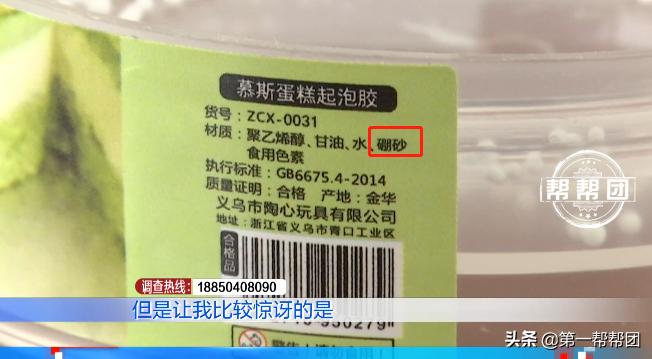 慕斯蛋糕起泡胶
货号：ZCX-0031
材质：聚乙烯醇、甘油、水、硼砂
食用色素
执行标准：GB6675.4-2014
质量证明：合格 产地：金华
义乌市陶心玩具有限公司
地址：浙江省义乌市青口工业区
合格品
帮帮团
调查热线：18850408090
但是让我比较惊讶的是
头条@第一帮帮团